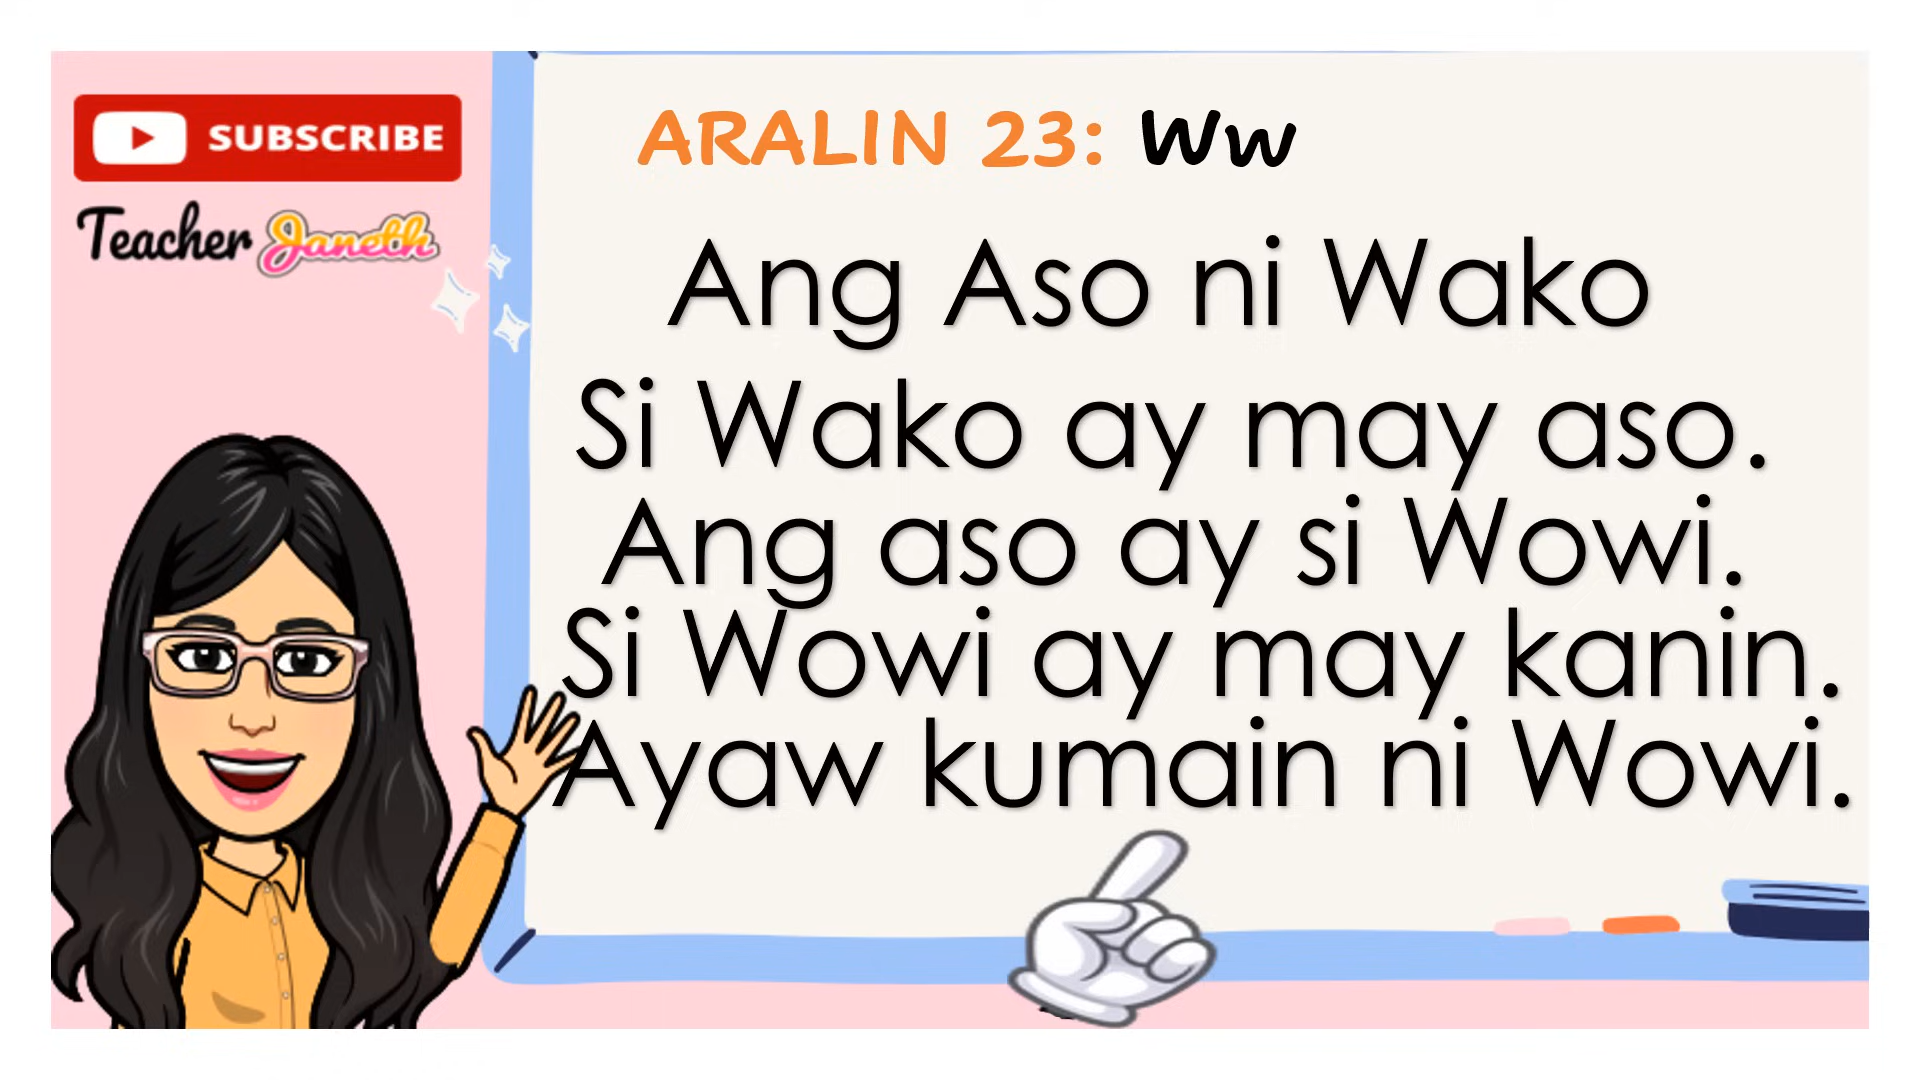 SUBSCRIBE
Teacher Janeth
ARALIN 23: Ww
Ang Aso ni Wako
Si Wako ay may aso.
Ang aso ay si Wowi.
Si Wowi ay may kanin.
Ayaw kumain ni Wowi.